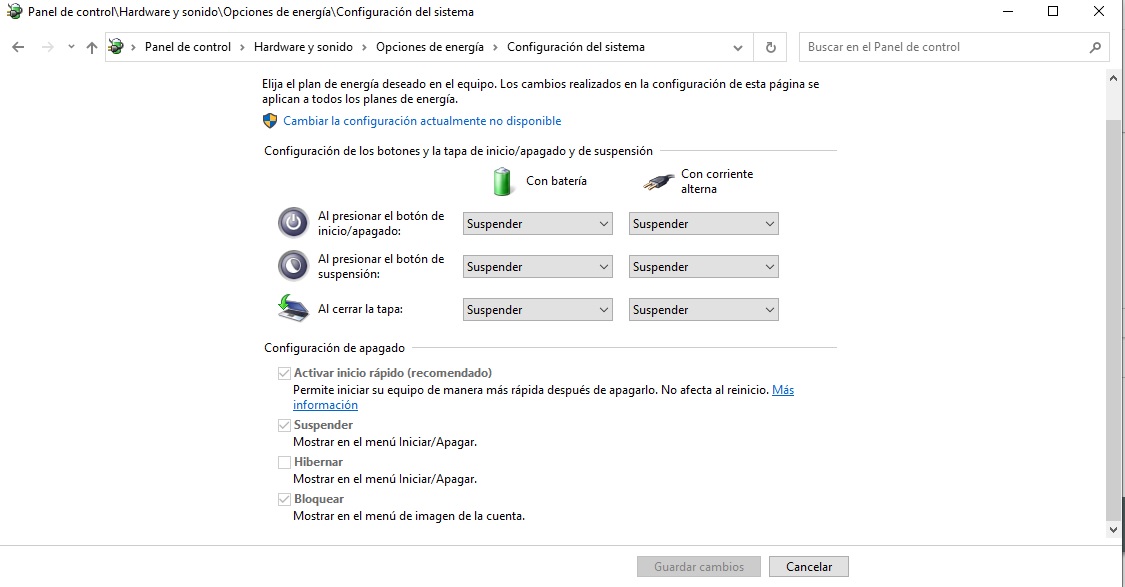 Panel de control\Hardware y sonido\Opciones de energía\Configuración del sistema
Panel de control > Hardware y sonido > Opciones de energía > Configuración del sistema
Buscar en el Panel de control
Elija el plan de energía deseado en el equipo. Los cambios realizados en la configuración de esta página se
aplican a todos los planes de energía.
Cambiar la configuración actualmente no disponible
Configuración de los botones y la tapa de inicio/apagado y de suspensión
Con batería
Con corriente
alterna
Al presionar el botón de
inicio/apagado:
Suspender
Suspender
Al presionar el botón de
suspensión:
Suspender
Suspender
Al cerrar la tapa:
Suspender
Suspender
Configuración de apagado
Activar inicio rápido (recomendado)
Permite iniciar su equipo de manera más rápida después de apagarlo. No afecta al reinicio. Más
información
Suspender
Mostrar en el menú Iniciar/Apagar.
Hibernar
Mostrar en el menú Iniciar/Apagar.
Bloquear
Mostrar en el menú de imagen de la cuenta.
Guardar cambios
Cancelar